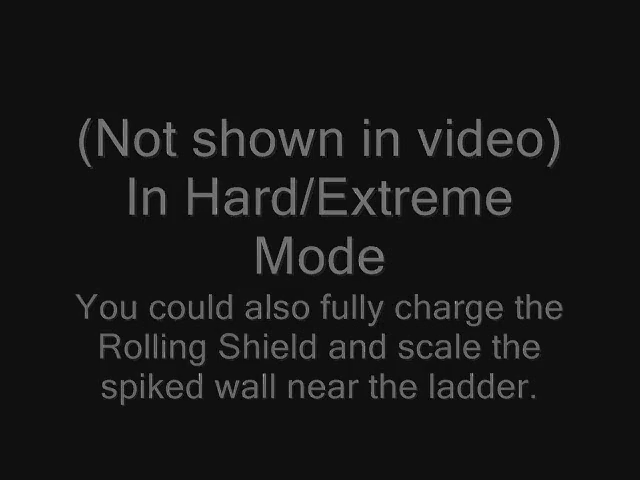 (Not shown in video)
In Hard/Extreme
Mode
You could also fully charge the
Rolling Shield and scale the
spiked wall near the ladder.